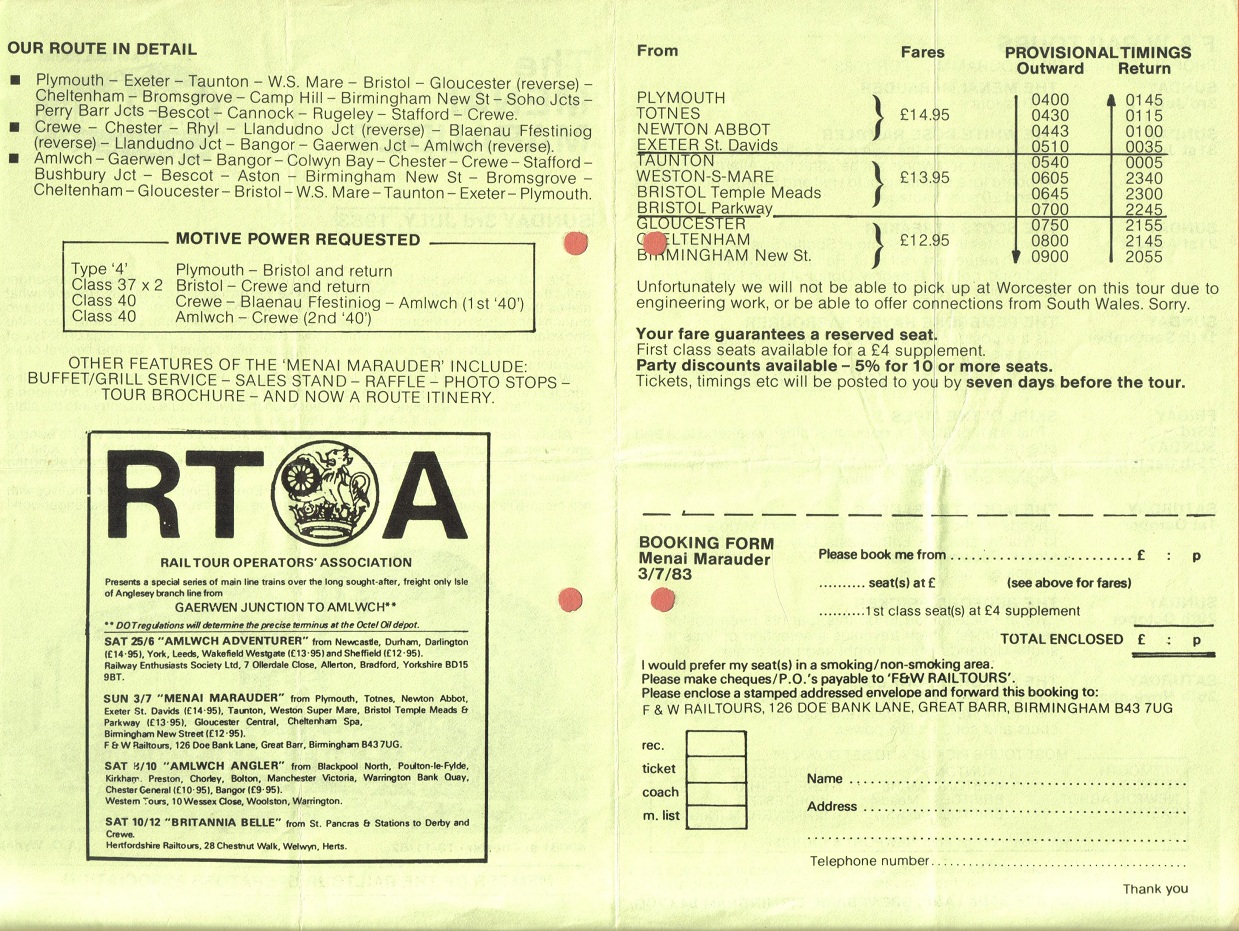 OUR ROUTE IN DETAIL
■ Plymouth – Exeter – Taunton – W.S. Mare – Bristol – Gloucester (reverse) –
Cheltenham – Bromsgrove – Camp Hill – Birmingham New St – Soho Jcts –
Perry Barr Jcts –Bescot – Cannock – Rugeley – Stafford – Crewe.
■ Crewe – Chester – Rhyl – Llandudno Jct (reverse) – Blaenau Ffestiniog
(reverse) – Llandudno Jct – Bangor – Gaerwen Jct – Amlwch (reverse).
■ Amlwch – Gaerwen Jct – Bangor – Colwyn Bay – Chester – Crewe – Stafford –
Bushbury Jct – Bescot – Aston – Birmingham New St – Bromsgrove –
Cheltenham – Gloucester – Bristol – W.S. Mare – Taunton – Exeter – Plymouth.
MOTIVE POWER REQUESTED
Type '4' Plymouth – Bristol and return
Class 37 x 2 Bristol – Crewe and return
Class 40 Crewe – Blaenau Ffestiniog – Amlwch (1st '40')
Class 40 Amlwch – Crewe (2nd '40')
OTHER FEATURES OF THE 'MENAI MARAUDER' INCLUDE:
BUFFET/GRILL SERVICE – SALES STAND – RAFFLE – PHOTO STOPS –
TOUR BROCHURE – AND NOW A ROUTE ITINERY.
RT A
RAIL TOUR OPERATORS' ASSOCIATION
Presents a special series of main line trains over the long sought-after, freight only Isle
of Anglesey branch line from
GAERWEN JUNCTION TO AMLWCH**
** DOT regulations will determine the precise terminus at the Octel Oil depot.
SAT 25/6 "AMLWCH ADVENTURER" from Newcastle, Durham, Darlington
(£14·95), York, Leeds, Wakefield Westgate (£13·95) and Sheffield (£12·95).
Railway Enthusiasts Society Ltd, 7 Ollerdale Close, Allerton, Bradford, Yorkshire BD15
9BT.
SUN 3/7 "MENAI MARAUDER" from Plymouth, Totnes, Newton Abbot,
Exeter St. Davids (£14·95), Taunton, Weston Super Mare, Bristol Temple Meads &
Parkway (£13·95), Gloucester Central, Cheltenham Spa,
Birmingham New Street (£12·95).
F & W Railtours, 126 Doe Bank Lane, Great Barr, Birmingham B43 7UG.
SAT /10 "AMLWCH ANGLER" from Blackpool North, Poulton-le-Fylde,
Kirkham. Preston, Chorley, Bolton, Manchester Victoria, Warrington Bank Quay,
Chester General (£10·95), Bangor (£9·95).
Western Tours, 10 Wessex Close, Woolston, Warrington.
SAT 10/12 "BRITANNIA BELLE" from St. Pancras & Stations to Derby and
Crewe.
Hertfordshire Railtours, 28 Chestnut Walk, Welwyn, Herts.
From Fares PROVISIONAL TIMINGS
Outward Return
PLYMOUTH 0400 0145
TOTNES £14.95 0430 0115
NEWTON ABBOT 0443 0100
EXETER St. Davids 0510 0035
TAUNTON 0540 0005
WESTON-S-MARE £13.95 0605 2340
BRISTOL Temple Meads 0645 2300
BRISTOL Parkway 0700 2245
GLOUCESTER 0750 2155
CHELTENHAM £12.95 0800 2145
BIRMINGHAM New St. 0900 2055
Unfortunately we will not be able to pick up at Worcester on this tour due to
engineering work, or be able to offer connections from South Wales. Sorry.
Your fare guarantees a reserved seat.
First class seats available for a £4 supplement.
Party discounts available – 5% for 10 or more seats.
Tickets, timings etc will be posted to you by seven days before the tour.
BOOKING FORM
Menai Marauder
3/7/83
Please book me from .................................. £ : p
.......... seat(s) at £ (see above for fares)
..........1st class seat(s) at £4 supplement
TOTAL ENCLOSED £ : p
I would prefer my seat(s) in a smoking/non-smoking area.
Please make cheques/P.O.'s payable to 'F&W RAILTOURS'.
Please enclose a stamped addressed envelope and forward this booking to:
F & W RAILTOURS, 126 DOE BANK LANE, GREAT BARR, BIRMINGHAM B43 7UG
rec.
ticket
coach
m. list
Name ..........................................................
Address ......................................................
Telephone number..........................................
Thank you